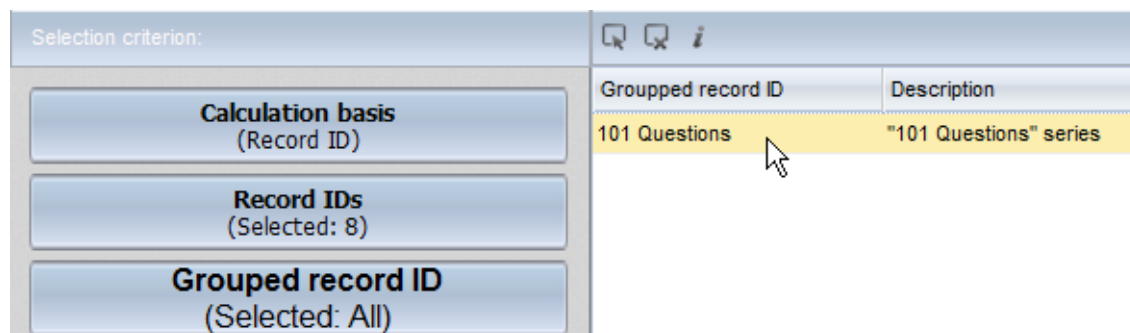 Selection criterion:
Calculation basis
(Record ID)
Record IDs
(Selected: 8)
Grouped record ID
(Selected: All)
i
Groupped record ID Description
101 Questions "101 Questions" series